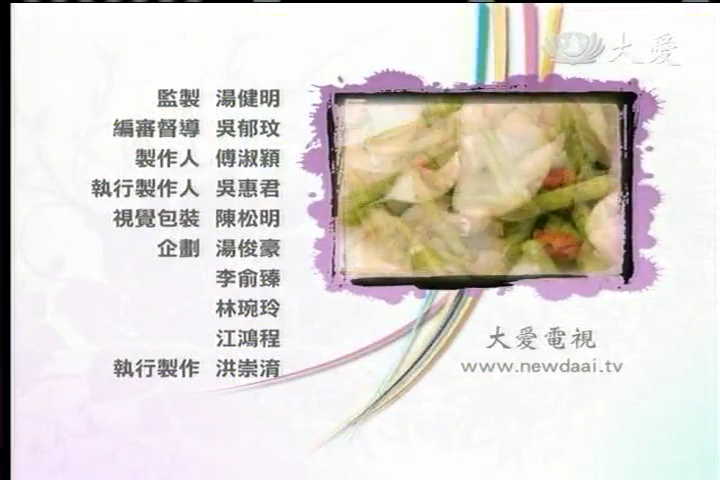 大愛
監製 湯健明
編審督導 吳郁玟
製作人 傅淑穎
執行製作人 吳惠君
視覺包裝 陳松明
企劃 湯俊豪
李俞臻
林琬玲
江鴻程
執行製作 洪崇淯
大愛電視
www.newdaai.tv